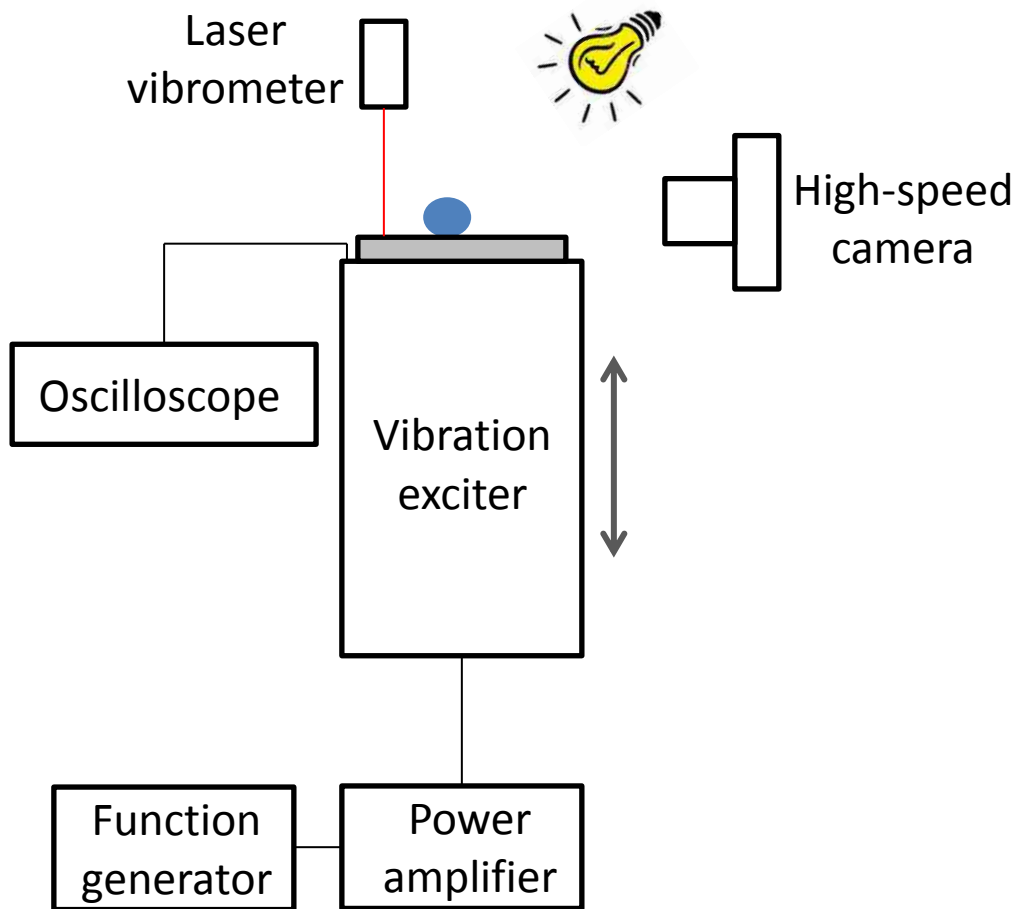 Laser
vibrometer
High-speed
camera
Oscilloscope
Vibration
exciter
Function
generator
Power
amplifier